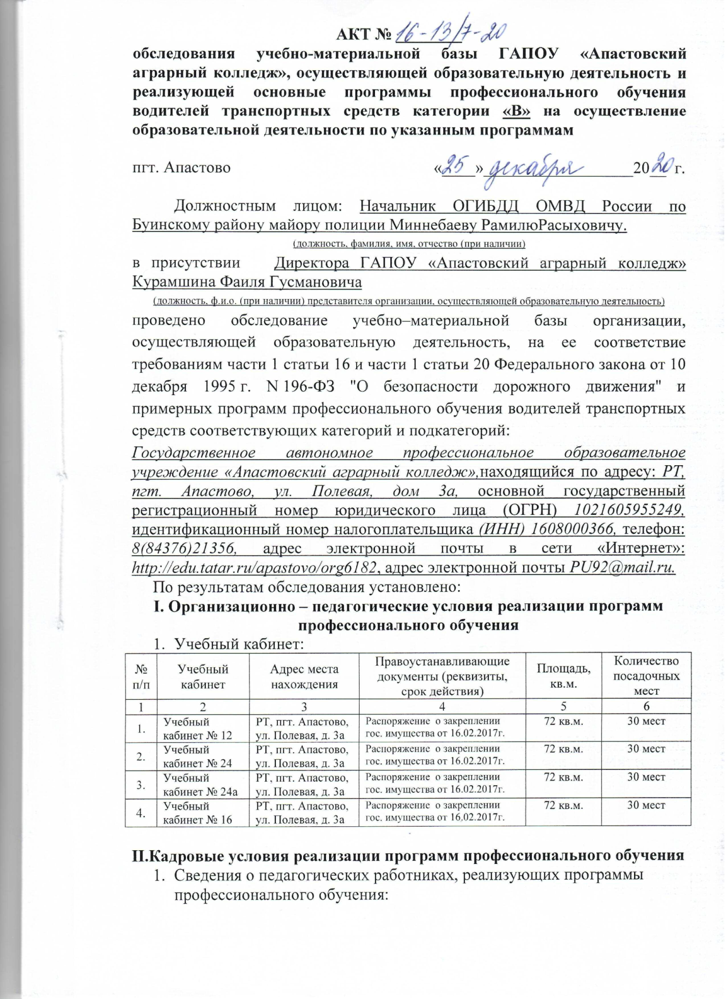 АКТ № 16-13/7-20
обследования учебно-материальной базы ГАПОУ «Апастовский
аграрный колледж», осуществляющей образовательную деятельность и
реализующей основные программы профессионального обучения
водителей транспортных средств категории «В» на осуществление
образовательной деятельности по указанным программам
пгт. Апастово «25» декабря 2020 г.
Должностным лицом: Начальник ОГИБДД ОМВД России по
Буинскому району майору полиции Миннебаеву РамилюРасыховичу.
(должность, фамилия, имя, отчество (при наличии)
в присутствии Директора ГАПОУ «Апастовский аграрный колледж»
Курамшина Фаиля Гусмановича
(должность, ф.и.о. (при наличии) представителя организации, осуществляющей образовательную деятельность)
проведено обследование учебно–материальной базы организации,
осуществляющей образовательную деятельность, на ее соответствие
требованиям части 1 статьи 16 и части 1 статьи 20 Федерального закона от 10
декабря 1995 г. N 196-ФЗ "О безопасности дорожного движения" и
примерных программ профессионального обучения водителей транспортных
средств соответствующих категорий и подкатегорий:
Государственное автономное профессиональное образовательное
учреждение «Апастовский аграрный колледж»,находящийся по адресу: РТ,
пгт. Апастово, ул. Полевая, дом 3а, основной государственный
регистрационный номер юридического лица (ОГРН) 1021605955249,
идентификационный номер налогоплательщика (ИНН) 1608000366, телефон:
8(84376)21356, адрес электронной почты в сети «Интернет»:
http://edu.tatar.ru/apastovo/org6182, адрес электронной почты PU92@mail.ru.
По результатам обследования установлено:
I. Организационно – педагогические условия реализации программ
профессионального обучения
1. Учебный кабинет:
№ п/п Учебный кабинет Адрес места нахождения Правоустанавливающие документы (реквизиты, срок действия) Площадь, кв.м. Количество посадочных мест
1 2 3 4 5 6
1. Учебный кабинет № 12 РТ, пгт. Апастово, ул. Полевая, д. 3а Распоряжение о закреплении гос. имущества от 16.02.2017г. 72 кв.м. 30 мест
2. Учебный кабинет № 24 РТ, пгт. Апастово, ул. Полевая, д. 3а Распоряжение о закреплении гос. имущества от 16.02.2017г. 72 кв.м. 30 мест
3. Учебный кабинет № 24а РТ, пгт. Апастово, ул. Полевая, д. 3а Распоряжение о закреплении гос. имущества от 16.02.2017г. 72 кв.м. 30 мест
4. Учебный кабинет № 16 РТ, пгт. Апастово, ул. Полевая, д. 3а Распоряжение о закреплении гос. имущества от 16.02.2017г. 72 кв.м. 30 мест
II.Кадровые условия реализации программ профессионального обучения
1. Сведения о педагогических работниках, реализующих программы
профессионального обучения: